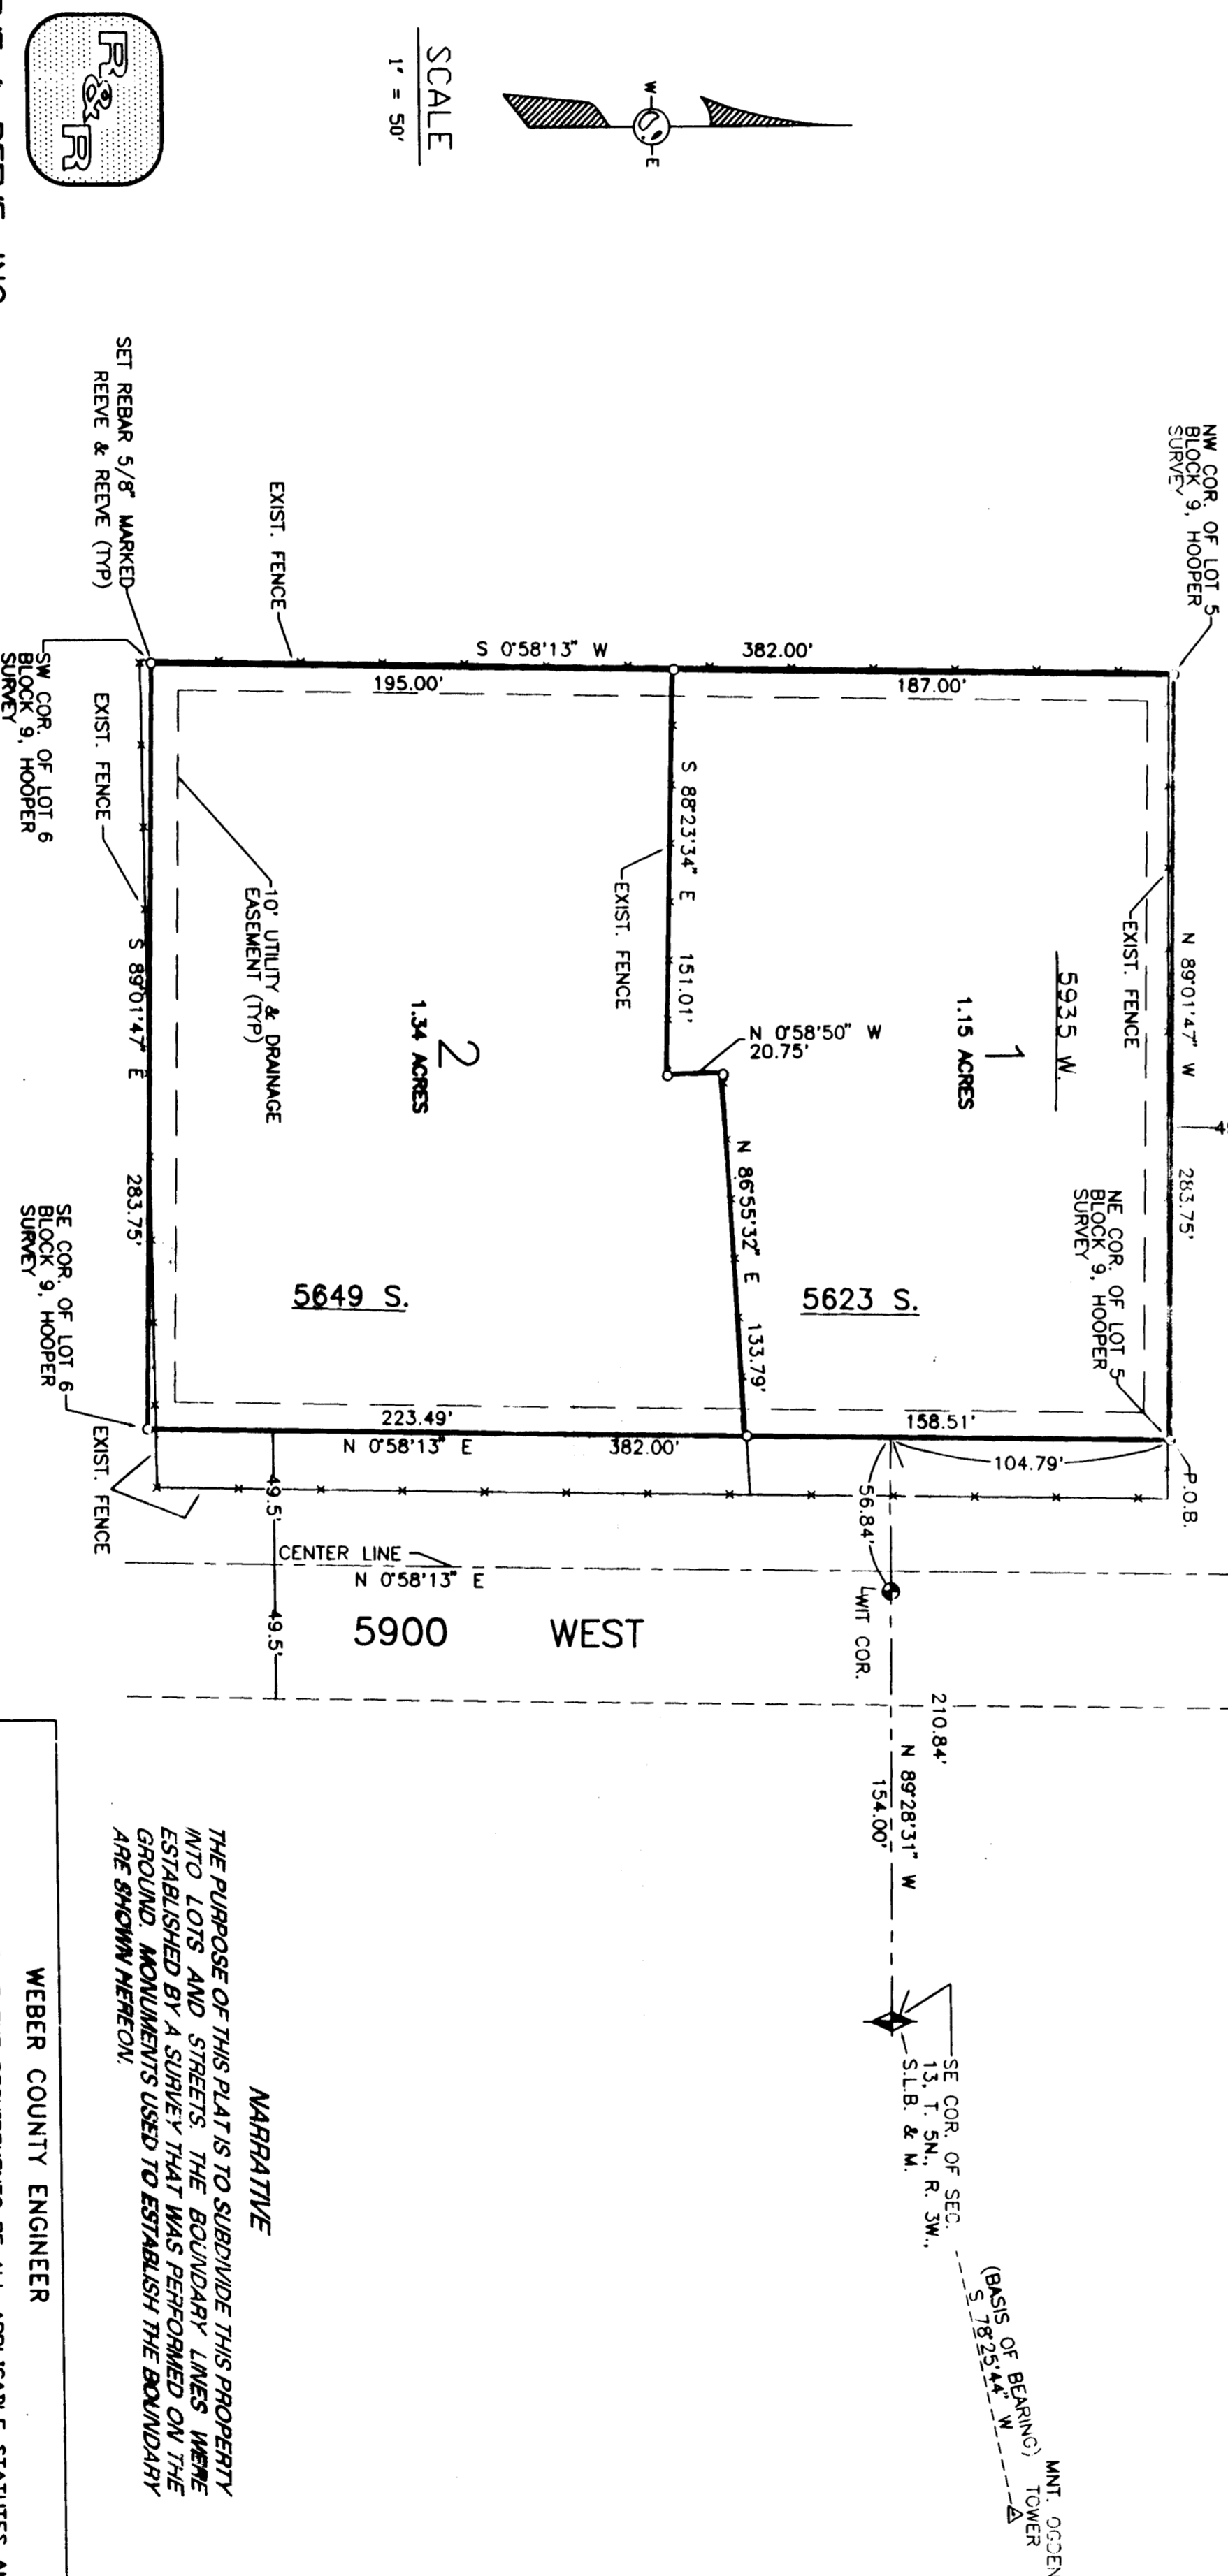 R&R
SCALE
1" = 50'
W
E
NW COR. OF LOT 5
BLOCK 9, HOOPER
SURVEY
SET REBAR 5/8" MARKED
REEVE & REEVE (TYP)
EXIST. FENCE
S 0°58'13" W
382.00'
195.00'
187.00'
SW COR. OF LOT 6
BLOCK 9, HOOPER
SURVEY
EXIST. FENCE
S 89°01'47" E
283.75'
10' UTILITY & DRAINAGE
EASEMENT (TYP)
S 88°23'34" E
151.01'
EXIST. FENCE
N 0°58'50" W
20.75'
N 86°55'32" E
133.79'
2
1.34 ACRES
1
1.15 ACRES
5935 W.
EXIST. FENCE
N 89°01'47" W
283.75'
NE COR. OF LOT 5
BLOCK 9, HOOPER
SURVEY
5649 S.
5623 S.
SE COR. OF LOT 6
BLOCK 9, HOOPER
SURVEY
EXIST. FENCE
223.49'
N 0°58'13" E
382.00'
158.51'
104.79'
P.O.B.
49.5'
56.84'
CENTER LINE
N 0°58'13" E
WIT COR.
49.5'
5900 WEST
210.84'
N 89°28'31" W
154.00'
SE COR. OF SEC.
13, T. 5N., R. 3W.,
S.L.B. & M.
(BASIS OF BEARING)
S 78°25'44" W
MNT. OGDEN
TOWER
NARRATIVE
THE PURPOSE OF THIS PLAT IS TO SUBDIVIDE THIS PROPERTY
INTO LOTS AND STREETS. THE BOUNDARY LINES WERE
ESTABLISHED BY A SURVEY THAT WAS PERFORMED ON THE
GROUND. MONUMENTS USED TO ESTABLISH THE BOUNDARY
ARE SHOWN HEREON.
WEBER COUNTY ENGINEER